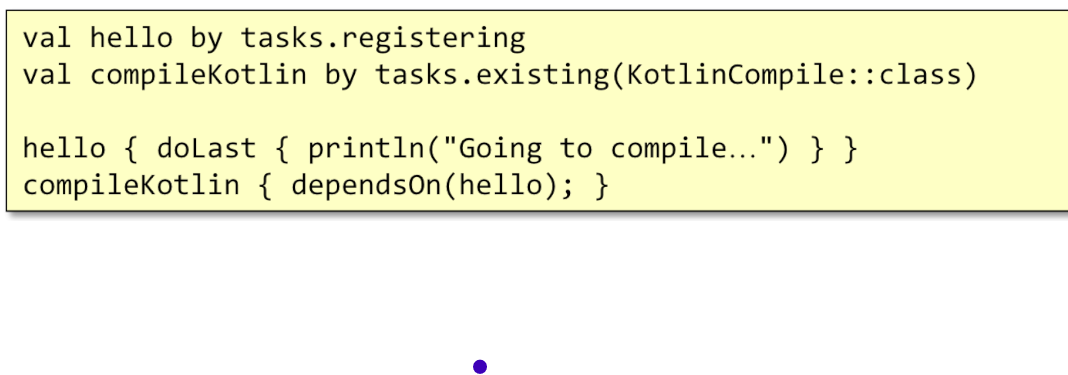 val hello by tasks.registering
val compileKotlin by tasks.existing(KotlinCompile::class)
hello { doLast { println("Going to compile…") } }
compileKotlin { dependsOn(hello); }